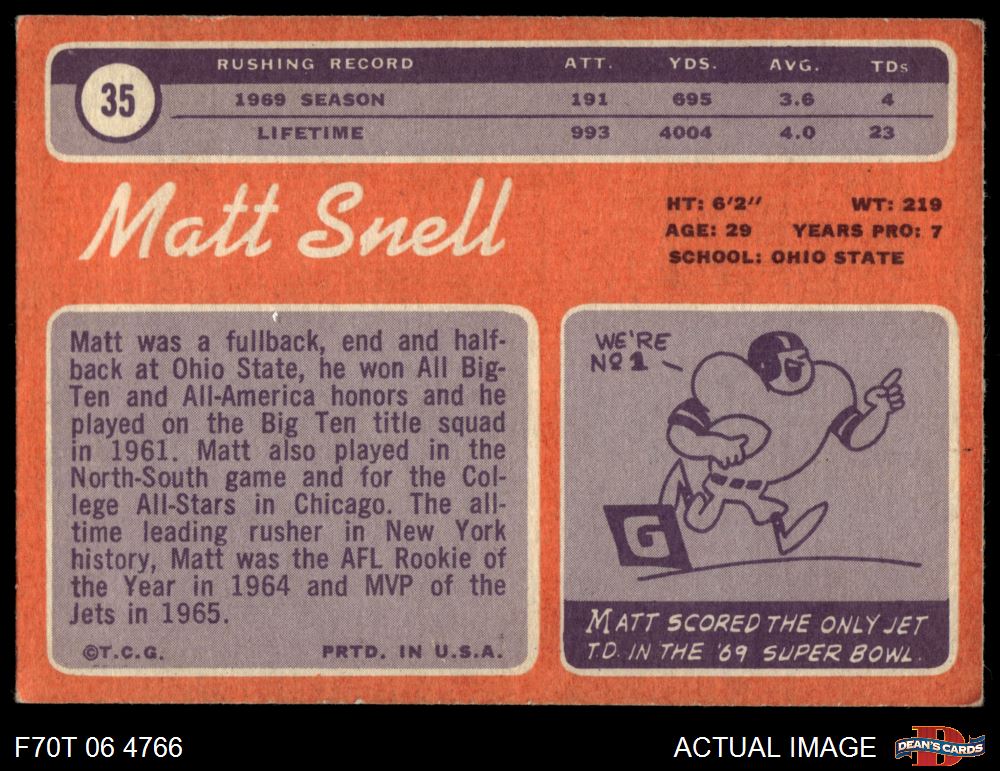 35
RUSHING RECORD ATT. YDS. AVG. TDs
1969 SEASON 191 695 3.6 4
LIFETIME 993 4004 4.0 23
Matt Snell
HT: 6'2" WT: 219
AGE: 29 YEARS PRO: 7
SCHOOL: OHIO STATE
Matt was a fullback, end and half-
back at Ohio State, he won All Big-
Ten and All-America honors and he
played on the Big Ten title squad
in 1961. Matt also played in the
North-South game and for the Col-
lege All-Stars in Chicago. The all-
time leading rusher in New York
history, Matt was the AFL Rookie of
the Year in 1964 and MVP of the
Jets in 1965.
©T.C.G. PRTD. IN U.S.A.
WE'RE
Nº 1
G
MATT SCORED THE ONLY JET
T.D. IN THE '69 SUPER BOWL.
F70T 06 4766
ACTUAL IMAGE
D
DEAN'S CARDS